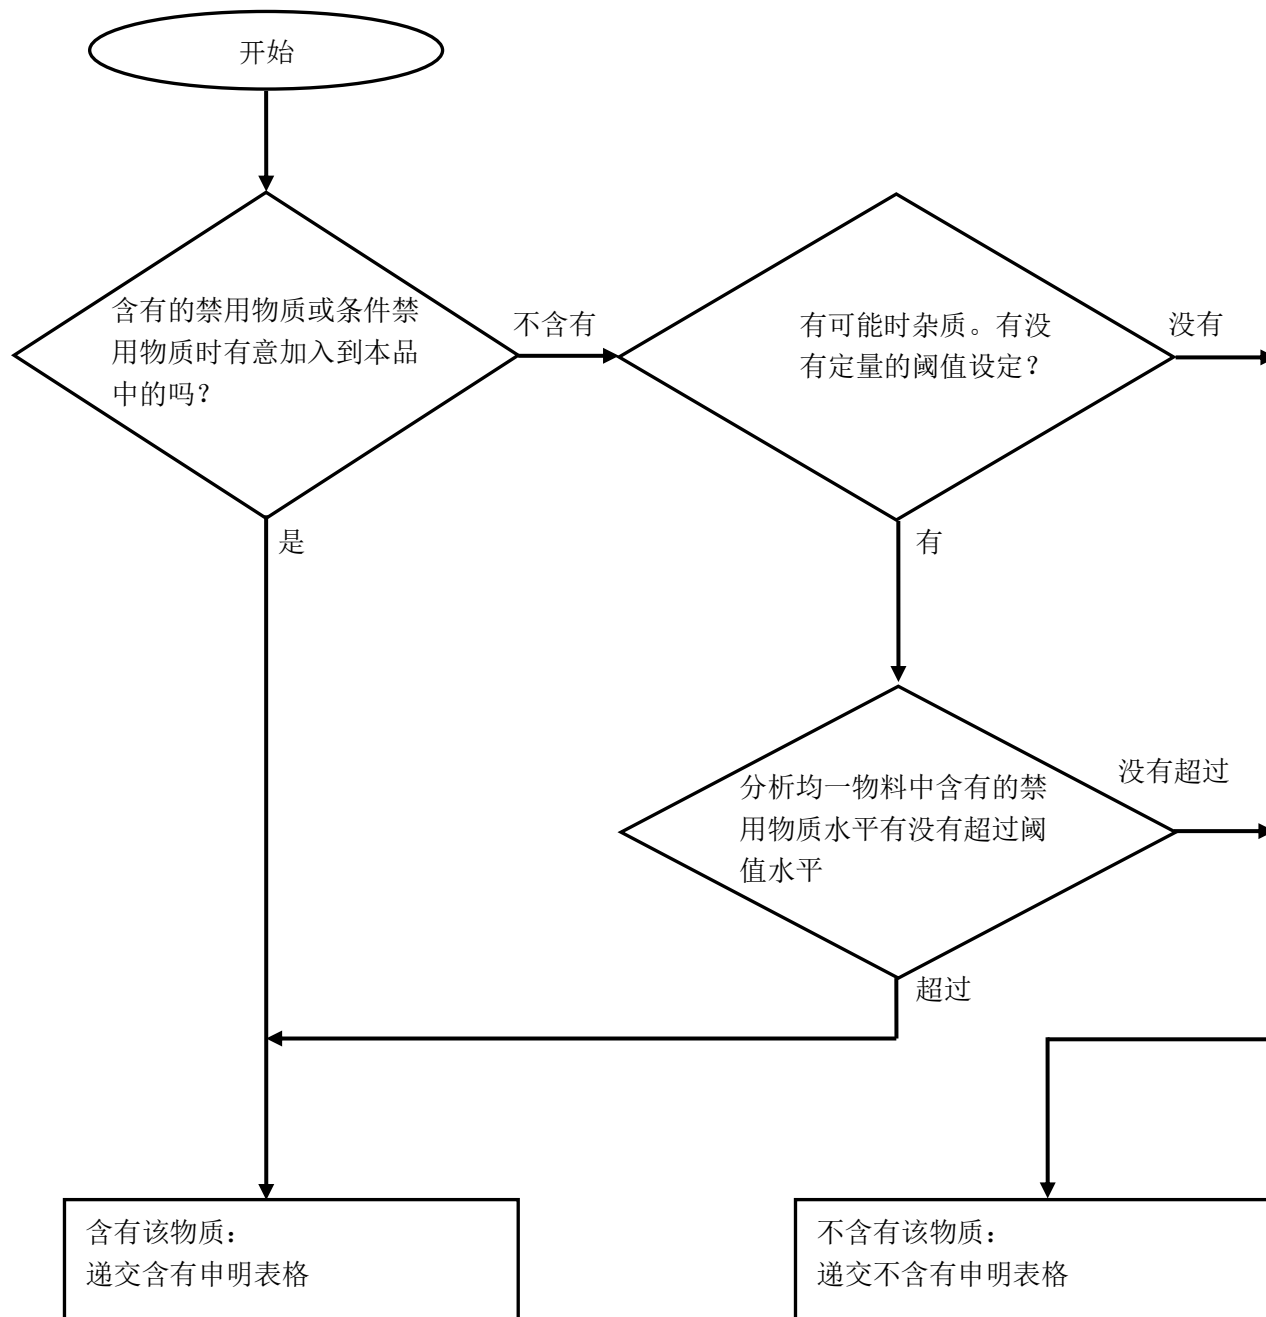 开始
含有的禁用物质或条件禁
用物质时有意加入到本品
中的吗？
不含有
有可能时杂质。有没
有定量的阈值设定？
没有
是
有
分析均一物料中含有的禁
用物质水平有没有超过阈
值水平
没有超过
超过
含有该物质：
递交含有申明表格
不含有该物质：
递交不含有申明表格